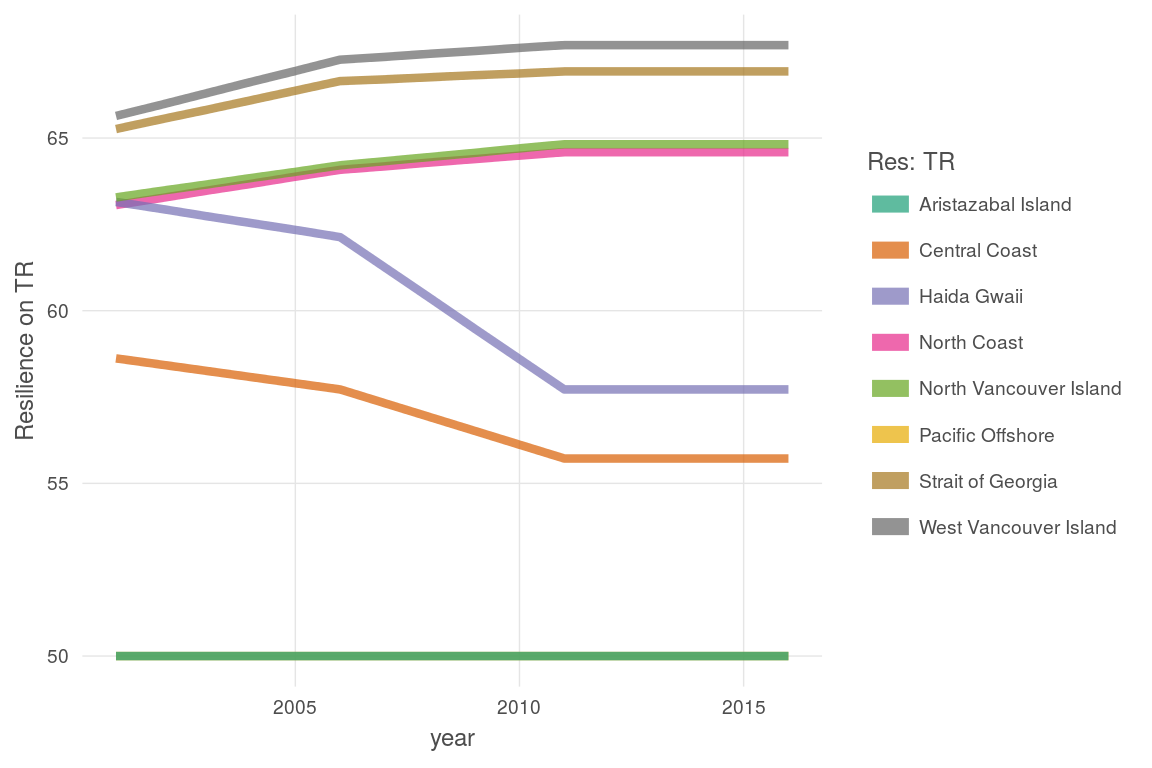 Resilience on TR
65
60
55
50
2005
2010
2015
year
Res: TR
Aristazabal Island
Central Coast
Haida Gwaii
North Coast
North Vancouver Island
Pacific Offshore
Strait of Georgia
West Vancouver Island